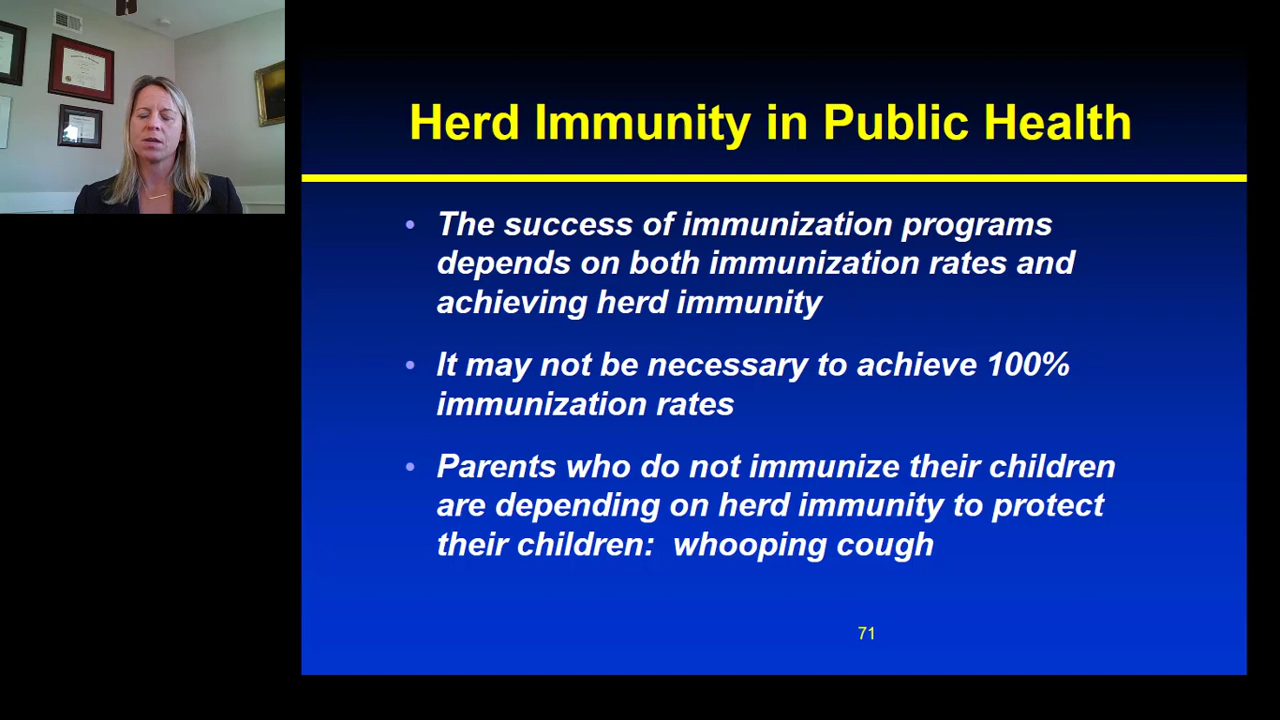 Herd Immunity in Public Health
• The success of immunization programs
depends on both immunization rates and
achieving herd immunity
• It may not be necessary to achieve 100%
immunization rates
• Parents who do not immunize their children
are depending on herd immunity to protect
their children: whooping cough
71